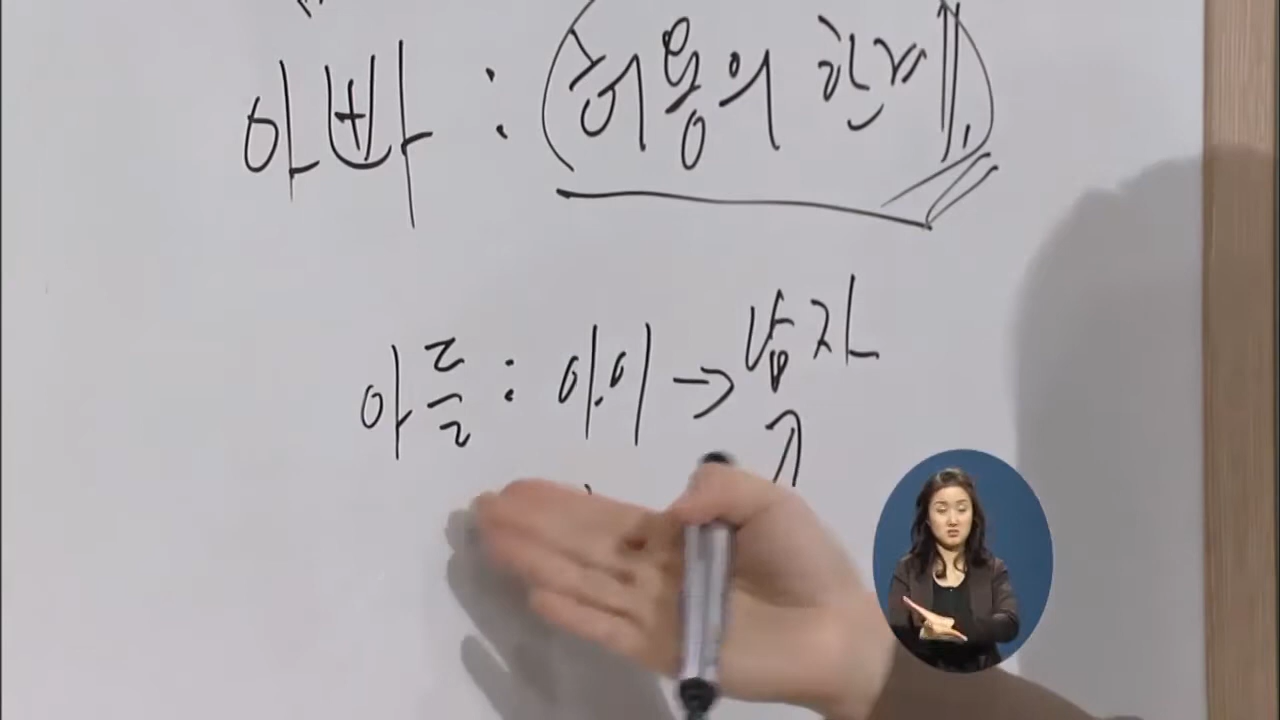 아빠 : (허용의 한계)
아들 : 아이 → 남자